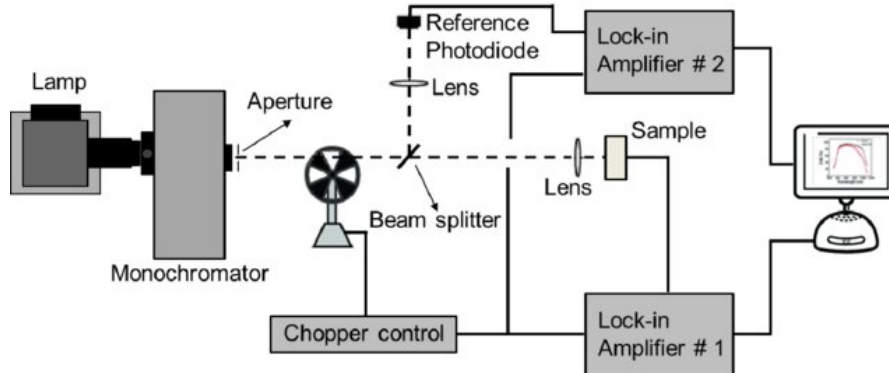 Lamp
Aperture
Reference
Photodiode
Lens
Lock-in
Amplifier # 2
Sample
Lens
Beam splitter
Monochromator
Chopper control
Lock-in
Amplifier # 1